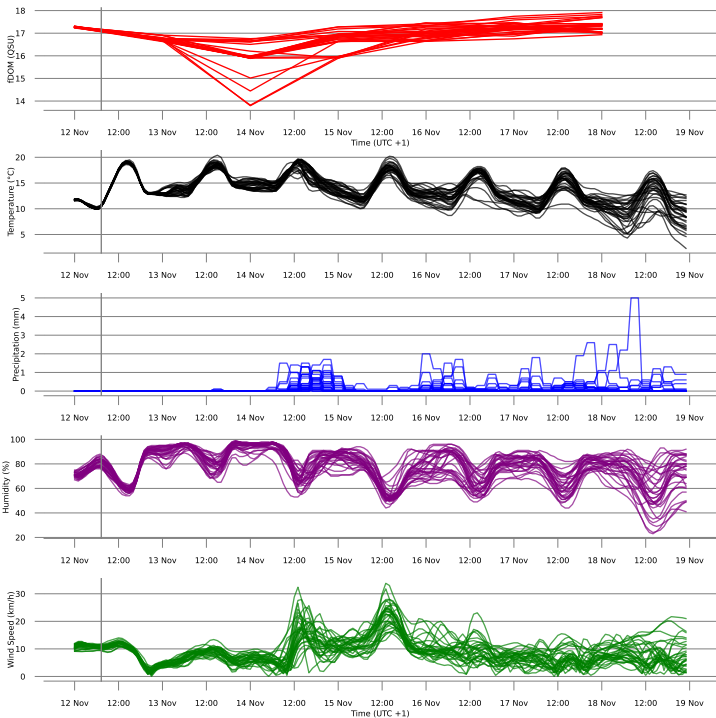 fDOM (QSU)
18
17
16
15
14
12 Nov 12:00 13 Nov 12:00 14 Nov 12:00 15 Nov 12:00 16 Nov 12:00 17 Nov 12:00 18 Nov 12:00 19 Nov
Time (UTC +1)
Temperature (°C)
20
15
10
5
12 Nov 12:00 13 Nov 12:00 14 Nov 12:00 15 Nov 12:00 16 Nov 12:00 17 Nov 12:00 18 Nov 12:00 19 Nov
Precipitation (mm)
5
4
3
2
1
0
12 Nov 12:00 13 Nov 12:00 14 Nov 12:00 15 Nov 12:00 16 Nov 12:00 17 Nov 12:00 18 Nov 12:00 19 Nov
Humidity (%)
100
80
60
40
20
12 Nov 12:00 13 Nov 12:00 14 Nov 12:00 15 Nov 12:00 16 Nov 12:00 17 Nov 12:00 18 Nov 12:00 19 Nov
Wind Speed (km/h)
30
20
10
0
12 Nov 12:00 13 Nov 12:00 14 Nov 12:00 15 Nov 12:00 16 Nov 12:00 17 Nov 12:00 18 Nov 12:00 19 Nov
Time (UTC +1)